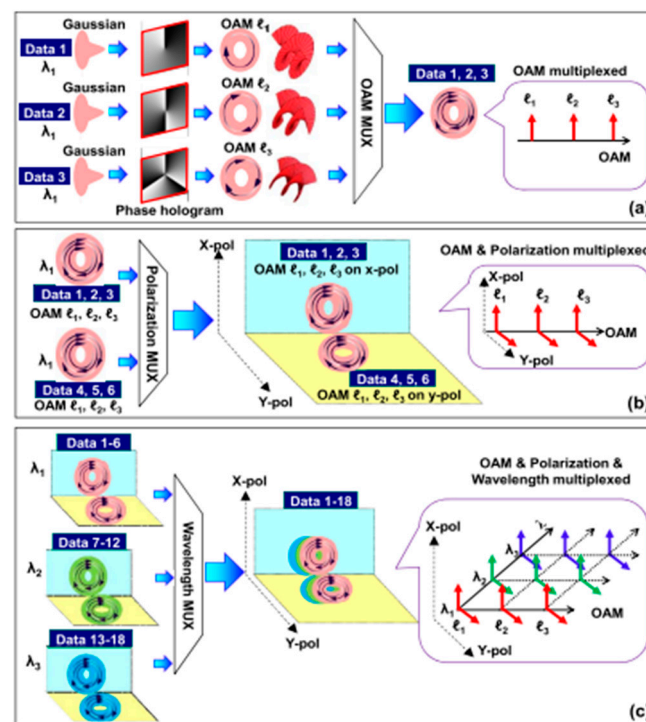 Gaussian
OAM ℓ1
Data 1
λ1
Gaussian
OAM ℓ2
Data 2
λ1
Gaussian
OAM ℓ3
Data 3
λ1
Phase hologram
OAM MUX
Data 1, 2, 3
OAM multiplexed
ℓ1 ℓ2 ℓ3
OAM
(a)
λ1
Data 1, 2, 3
OAM ℓ1, ℓ2, ℓ3
λ1
Data 4, 5, 6
OAM ℓ1, ℓ2, ℓ3
Polarization MUX
X-pol
Data 1, 2, 3
OAM ℓ1, ℓ2, ℓ3 on x-pol
Data 4, 5, 6
OAM ℓ1, ℓ2, ℓ3 on y-pol
Y-pol
OAM & Polarization multiplexed
X-pol
ℓ1 ℓ2 ℓ3
OAM
Y-pol
(b)
Data 1-6
λ1
Data 7-12
λ2
Data 13-18
λ3
Wavelength MUX
X-pol
Data 1-18
Y-pol
OAM & Polarization &
Wavelength multiplexed
X-pol
λ3
λ2
λ1
ℓ1 ℓ2 ℓ3
OAM
Y-pol
(c)